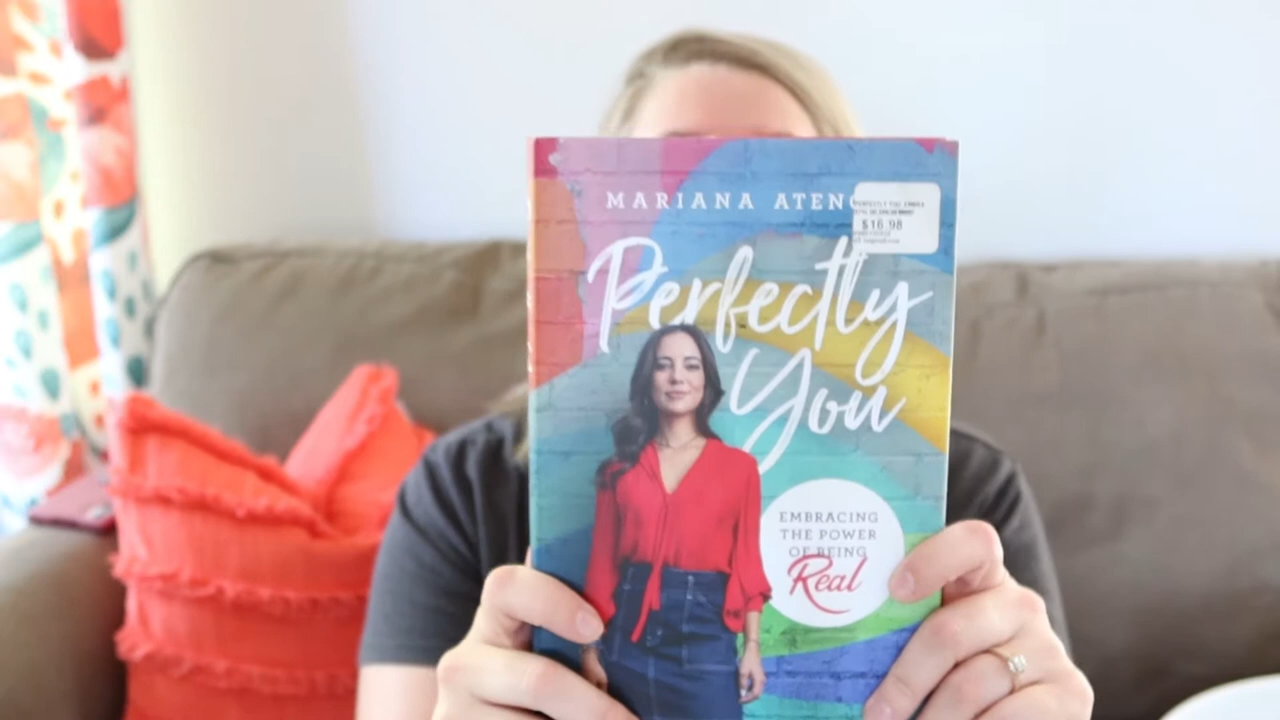 MARIANA ATENC
$16.98
Perfectly
You
EMBRACING
THE POWER
OF BEING
Real